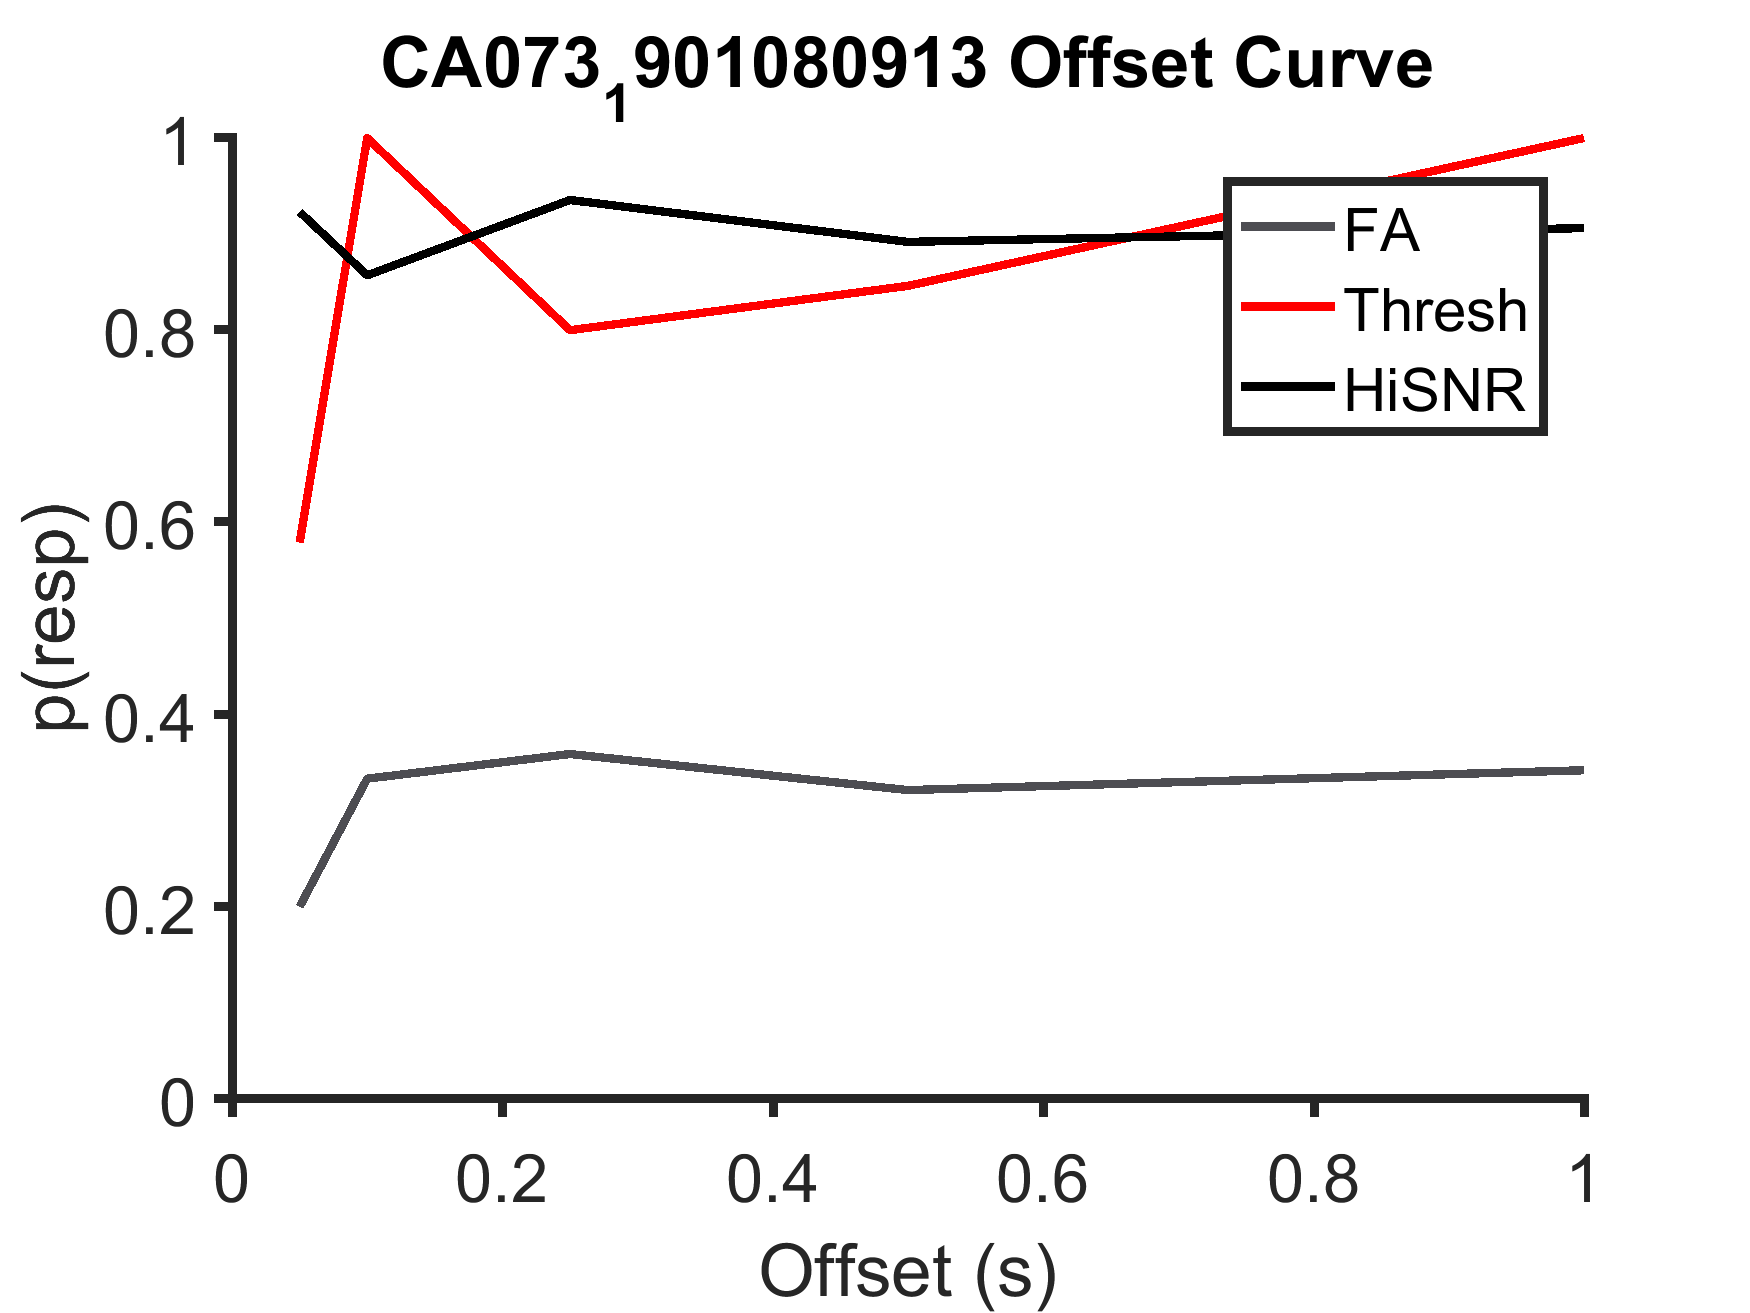 CA073₁901080913 Offset Curve
1
0.8
0.6
0.4
0.2
0
p(resp)
FA
Thresh
HiSNR
0 0.2 0.4 0.6 0.8 1
Offset (s)